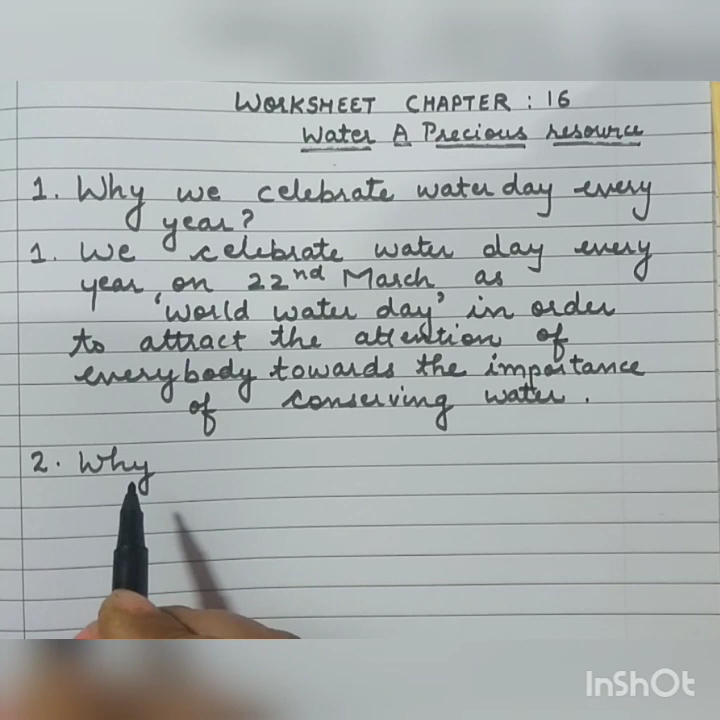 WORKSHEET CHAPTER : 16
Water A Precious resource
1. Why we celebrate water day every
year?
1. We celebrate water day every
year on 22nd March as
'world water day' in order
to attract the attention of
everybody towards the importance
of conserving water.
2. Why
InShOt